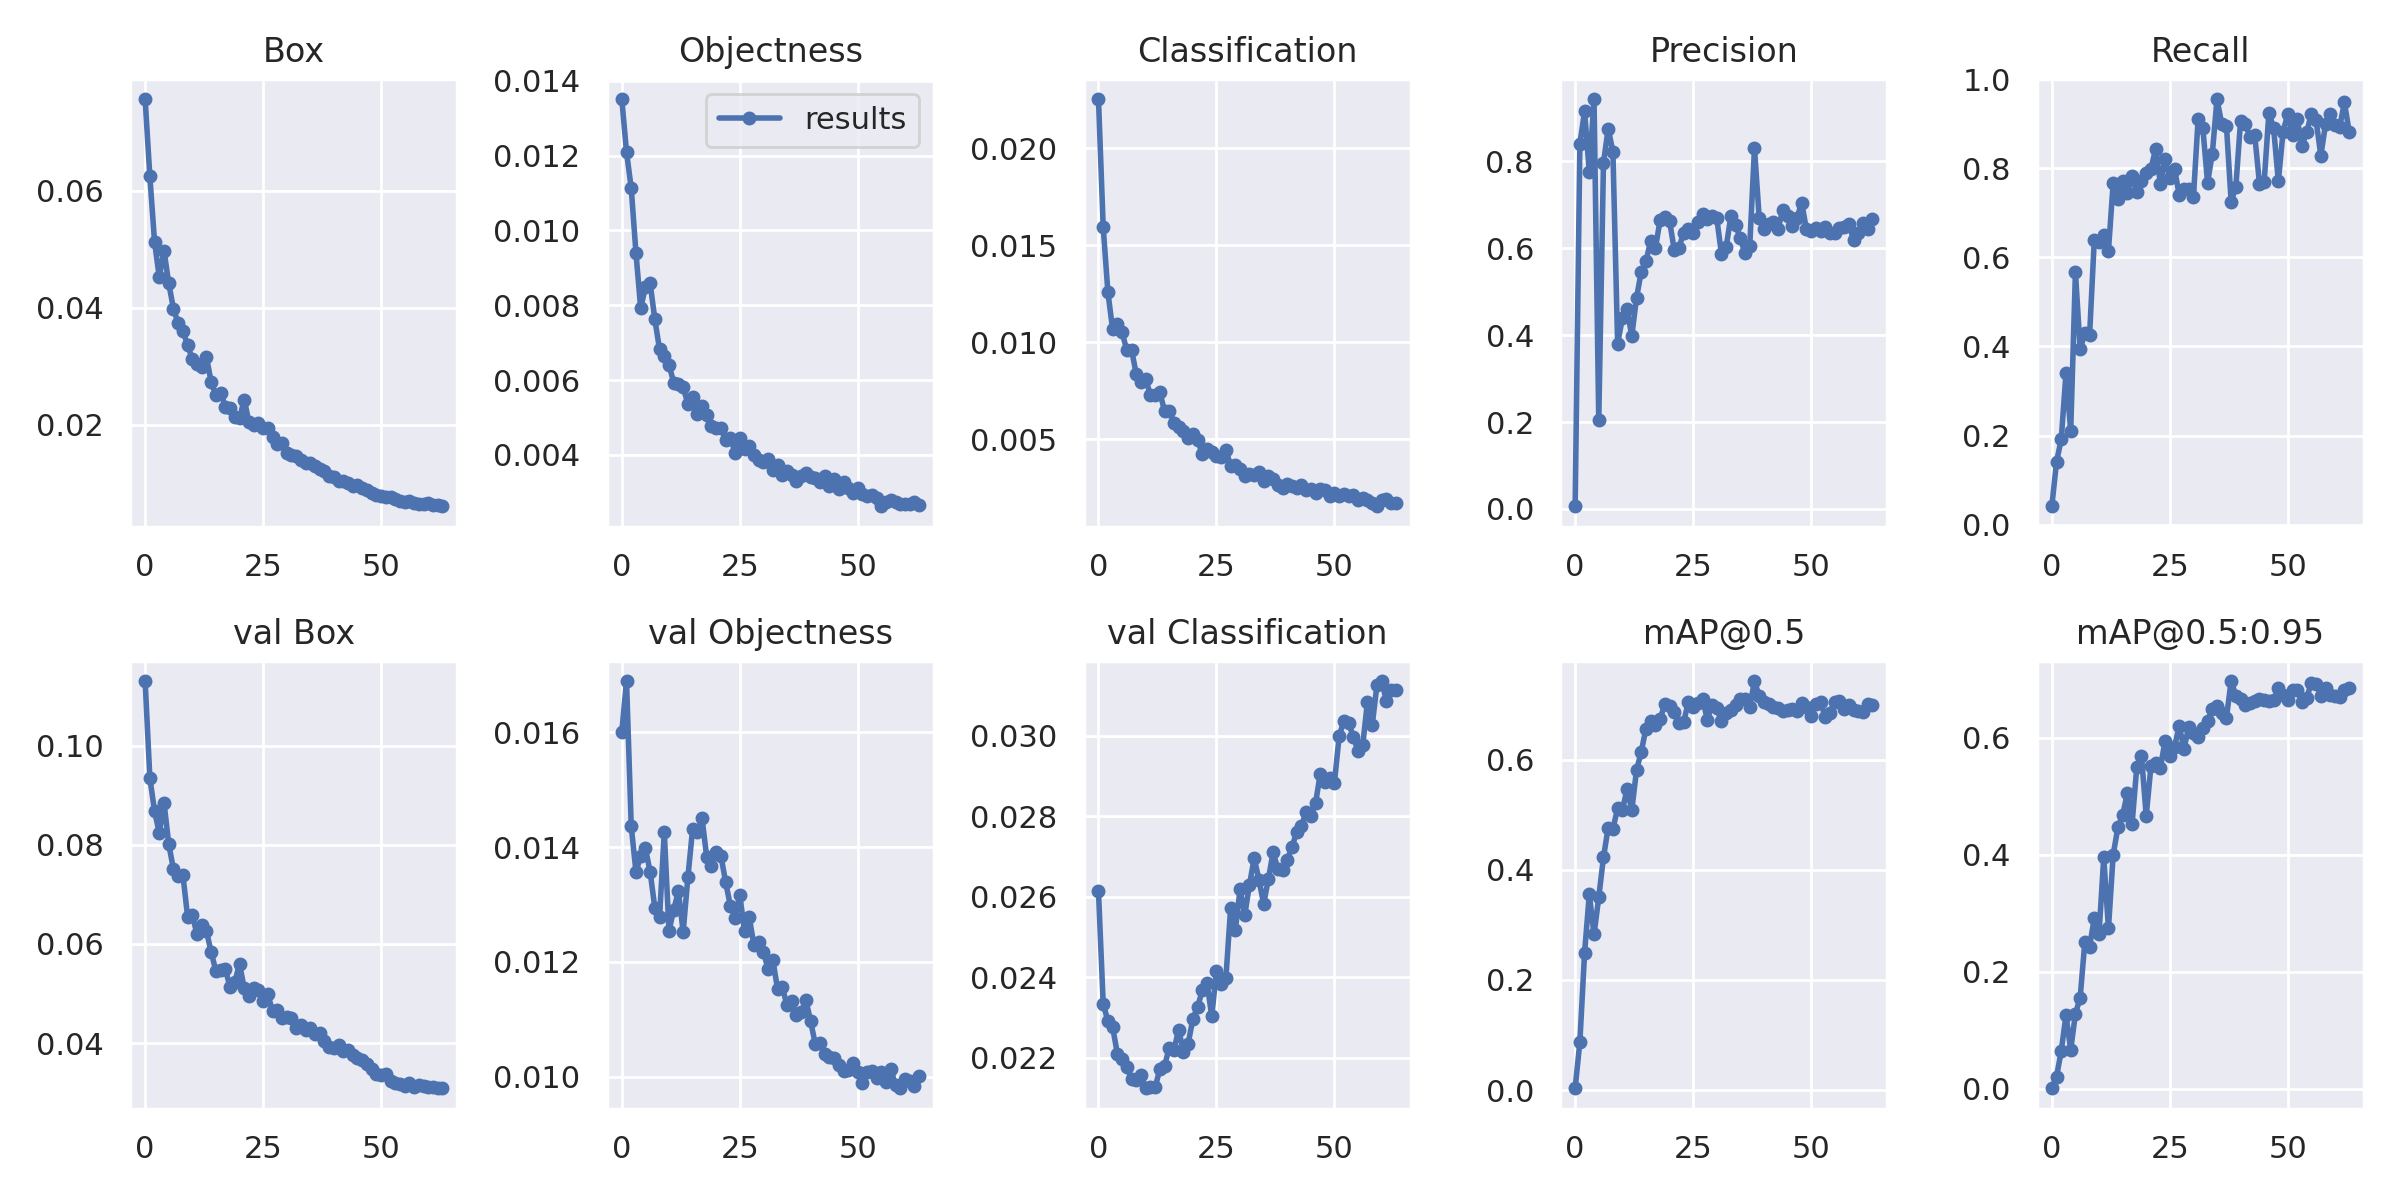 Box
0.06
0.04
0.02
0 25 50
Objectness
results
0.014
0.012
0.010
0.008
0.006
0.004
0 25 50
Classification
0.020
0.015
0.010
0.005
0 25 50
Precision
0.8
0.6
0.4
0.2
0.0
0 25 50
Recall
1.0
0.8
0.6
0.4
0.2
0.0
0 25 50
val Box
0.10
0.08
0.06
0.04
0 25 50
val Objectness
0.016
0.014
0.012
0.010
0 25 50
val Classification
0.030
0.028
0.026
0.024
0.022
0 25 50
mAP@0.5
0.6
0.4
0.2
0.0
0 25 50
mAP@0.5:0.95
0.6
0.4
0.2
0.0
0 25 50